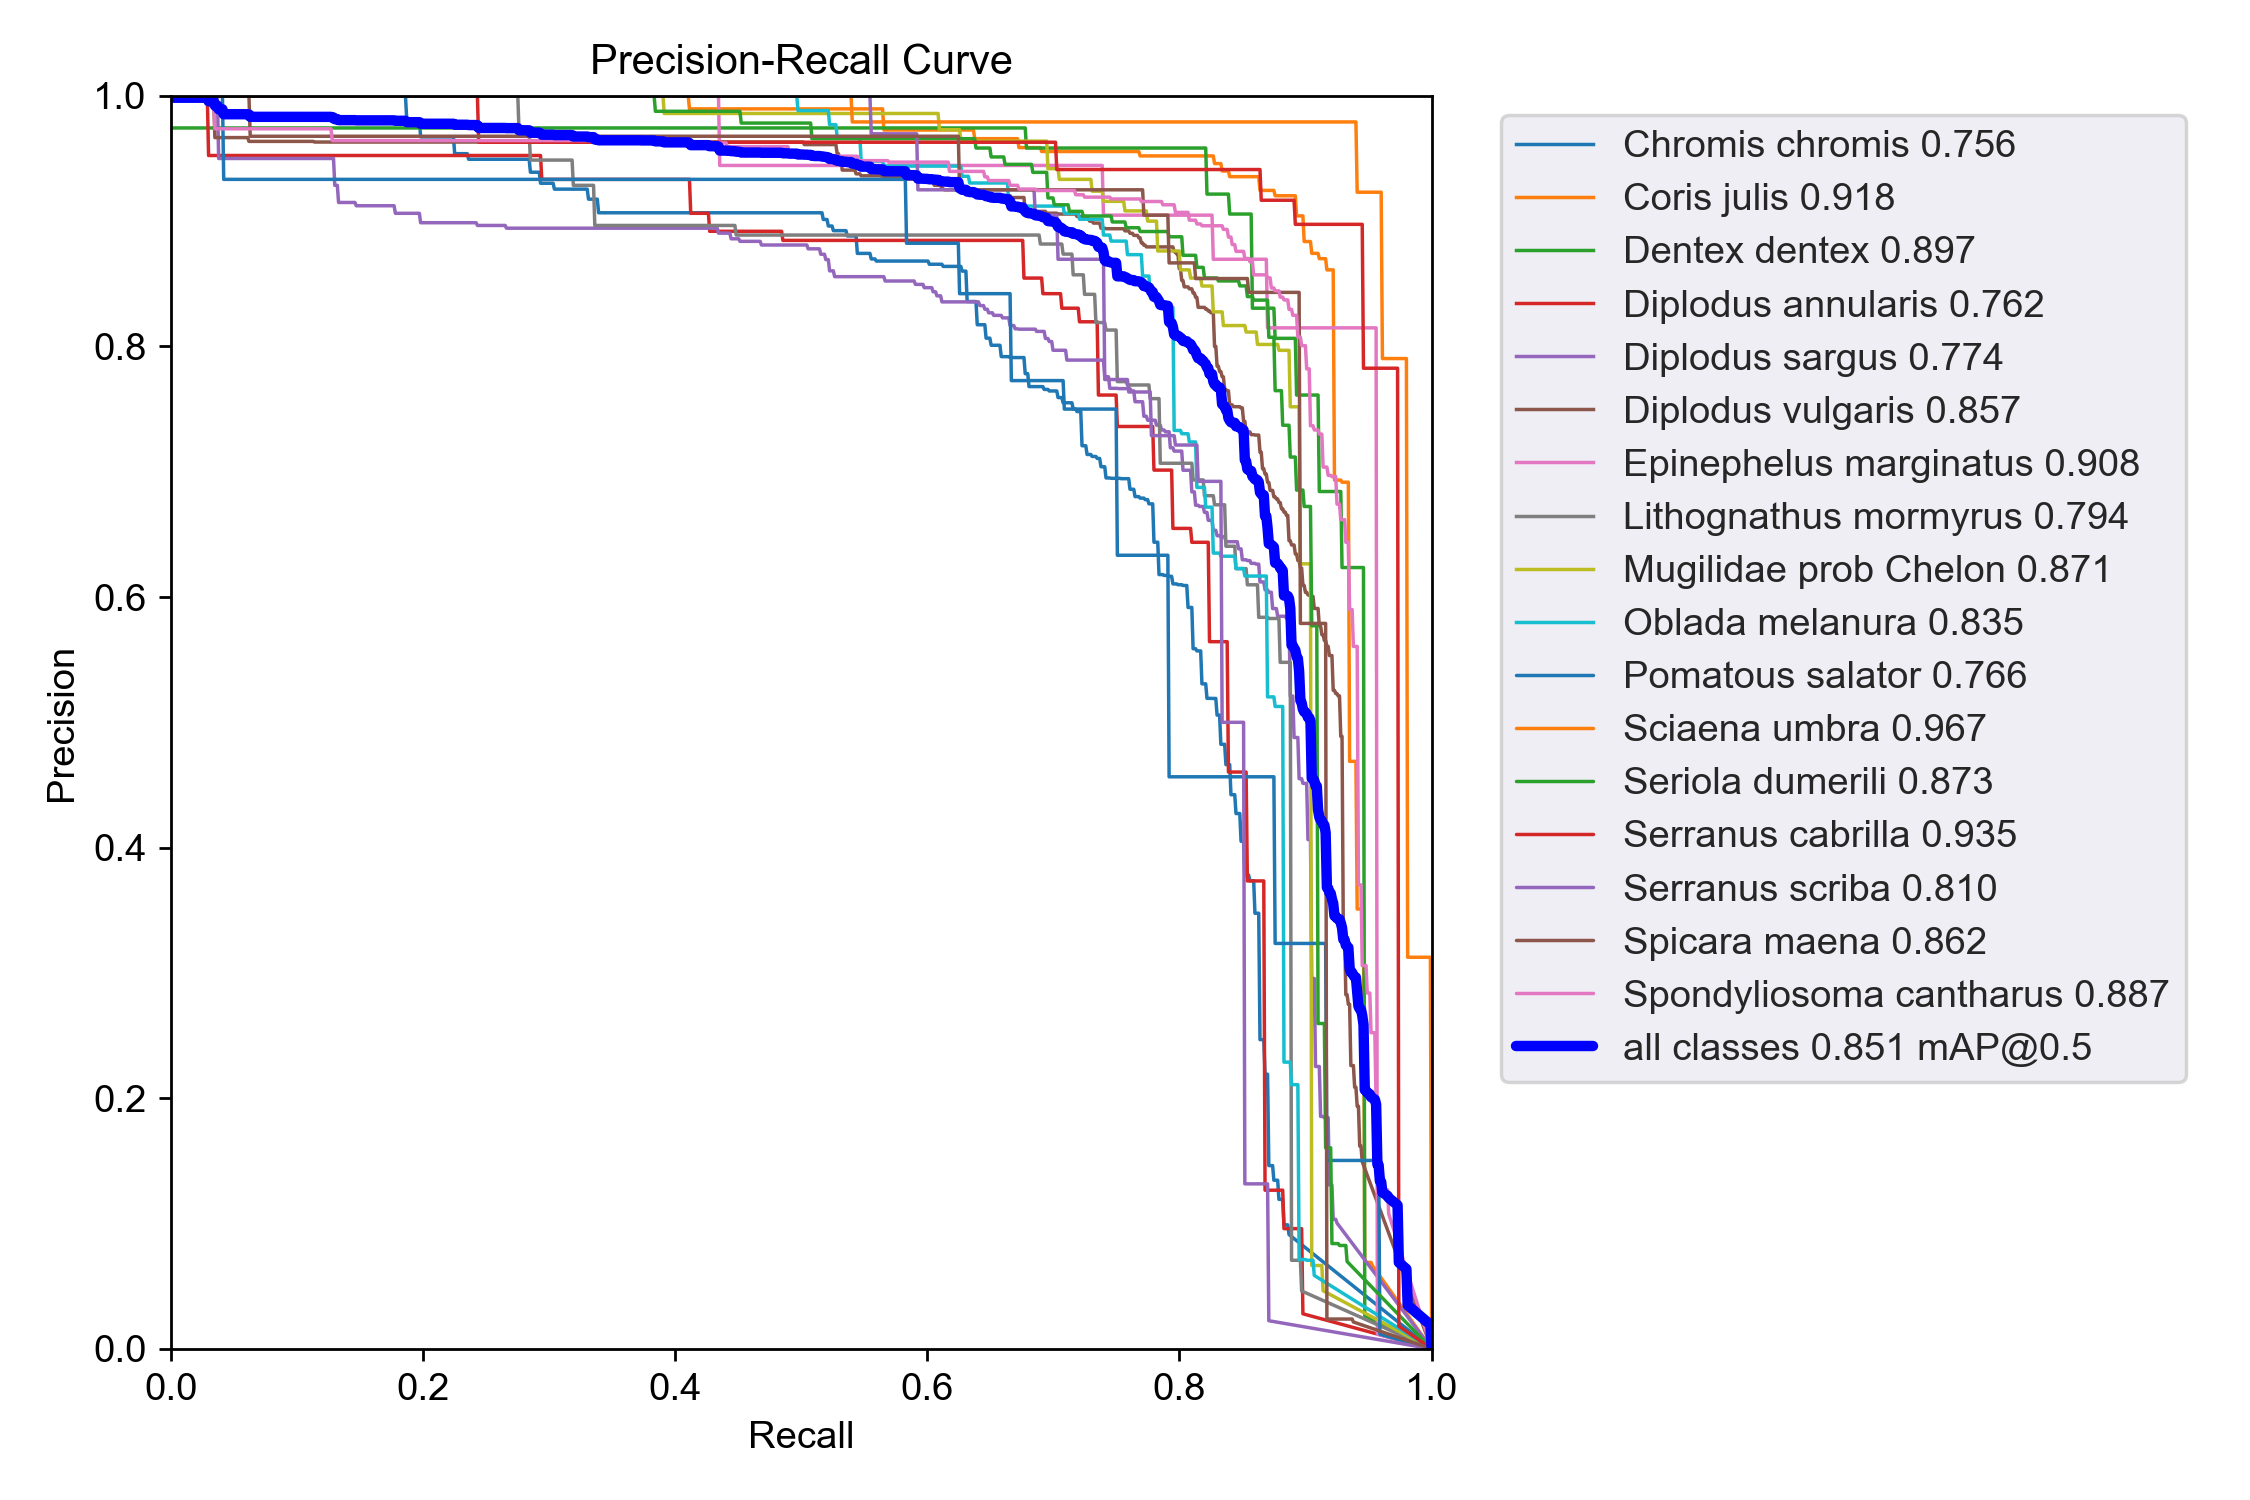 Precision-Recall Curve
1.0
0.8
0.6
0.4
0.2
0.0
Precision
0.0 0.2 0.4 0.6 0.8 1.0
Recall
Chromis chromis 0.756
Coris julis 0.918
Dentex dentex 0.897
Diplodus annularis 0.762
Diplodus sargus 0.774
Diplodus vulgaris 0.857
Epinephelus marginatus 0.908
Lithognathus mormyrus 0.794
Mugilidae prob Chelon 0.871
Oblada melanura 0.835
Pomatous salator 0.766
Sciaena umbra 0.967
Seriola dumerili 0.873
Serranus cabrilla 0.935
Serranus scriba 0.810
Spicara maena 0.862
Spondyliosoma cantharus 0.887
all classes 0.851 mAP@0.5